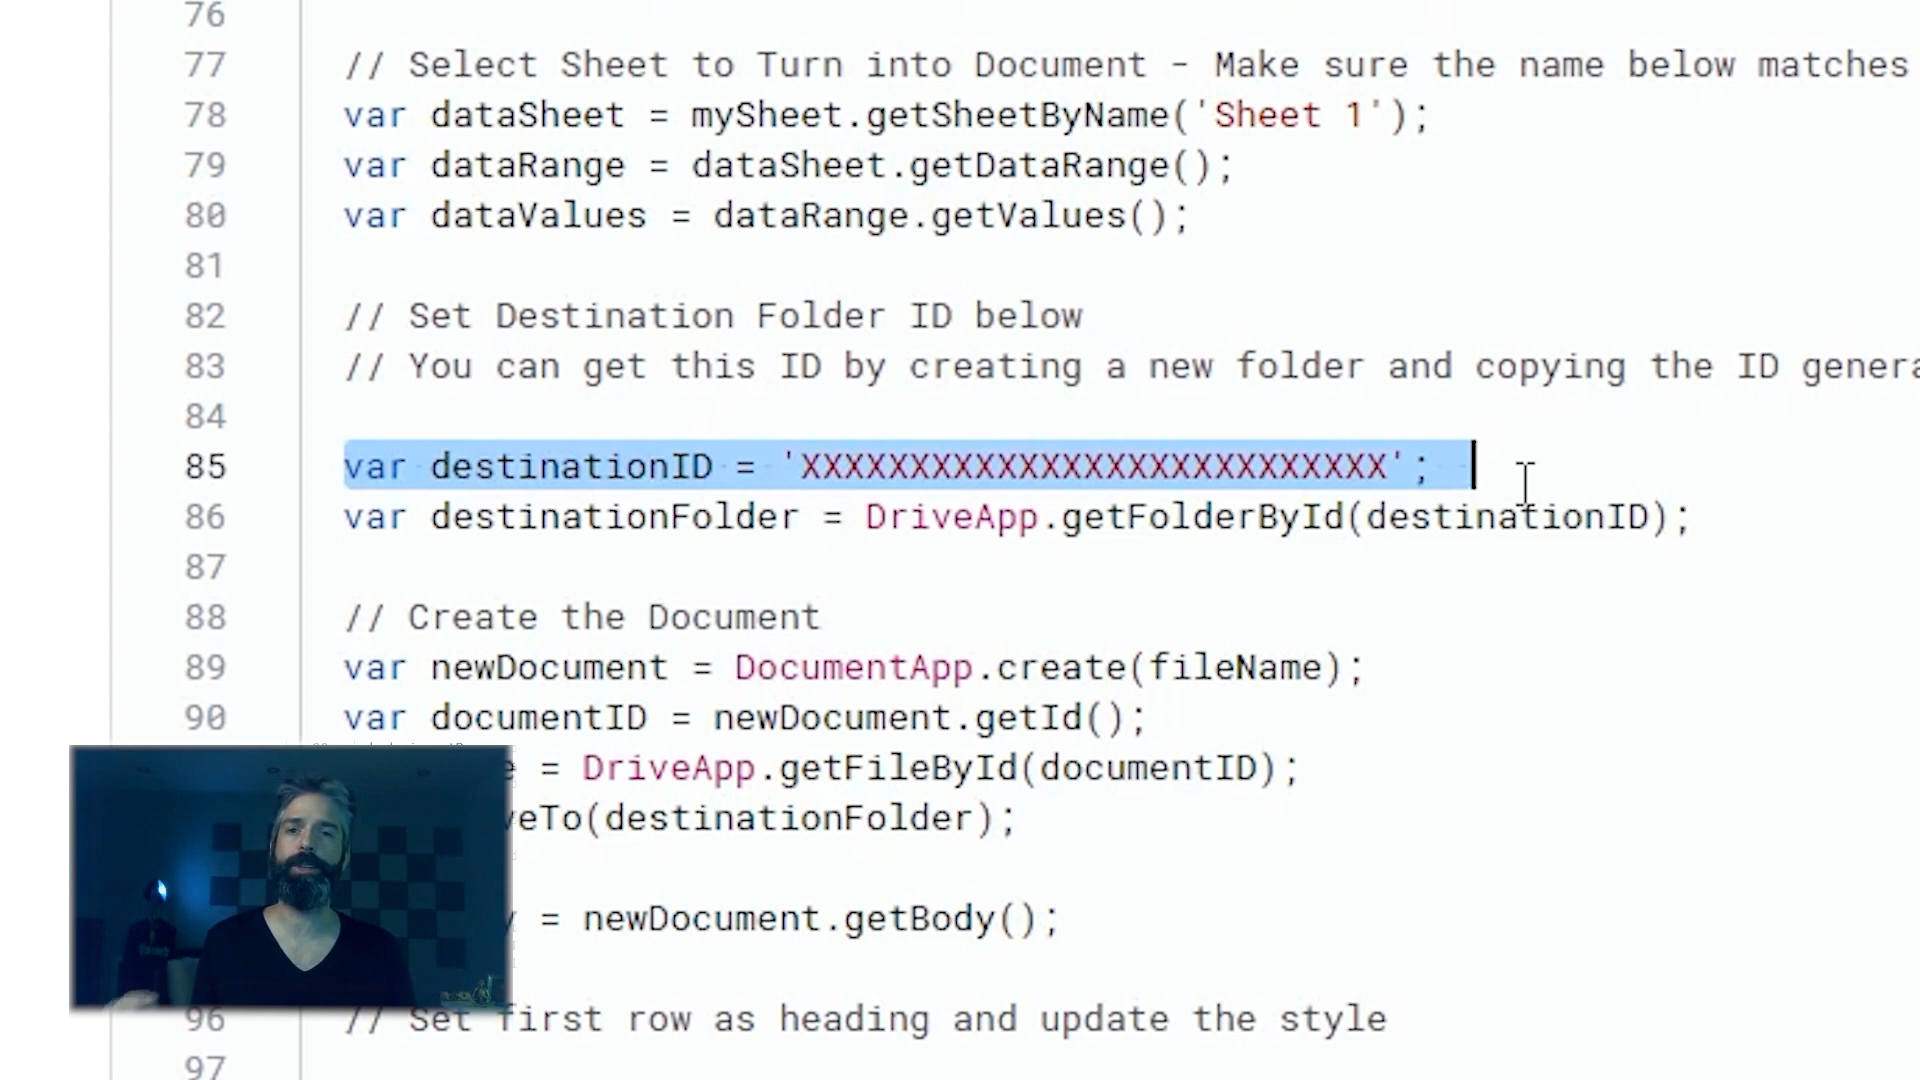 76
77 // Select Sheet to Turn into Document - Make sure the name below matches
78 var dataSheet = mySheet.getSheetByName('Sheet 1');
79 var dataRange = dataSheet.getDataRange();
80 var dataValues = dataRange.getValues();
81
82 // Set Destination Folder ID below
83 // You can get this ID by creating a new folder and copying the ID genera
84
85 var destinationID = 'XXXXXXXXXXXXXXXXXXXXXXXXXXX';
86 var destinationFolder = DriveApp.getFolderById(destinationID);
87
88 // Create the Document
89 var newDocument = DocumentApp.create(fileName);
90 var documentID = newDocument.getId();
e = DriveApp.getFileById(documentID);
veTo(destinationFolder);
y = newDocument.getBody();
96 // Set first row as heading and update the style
97